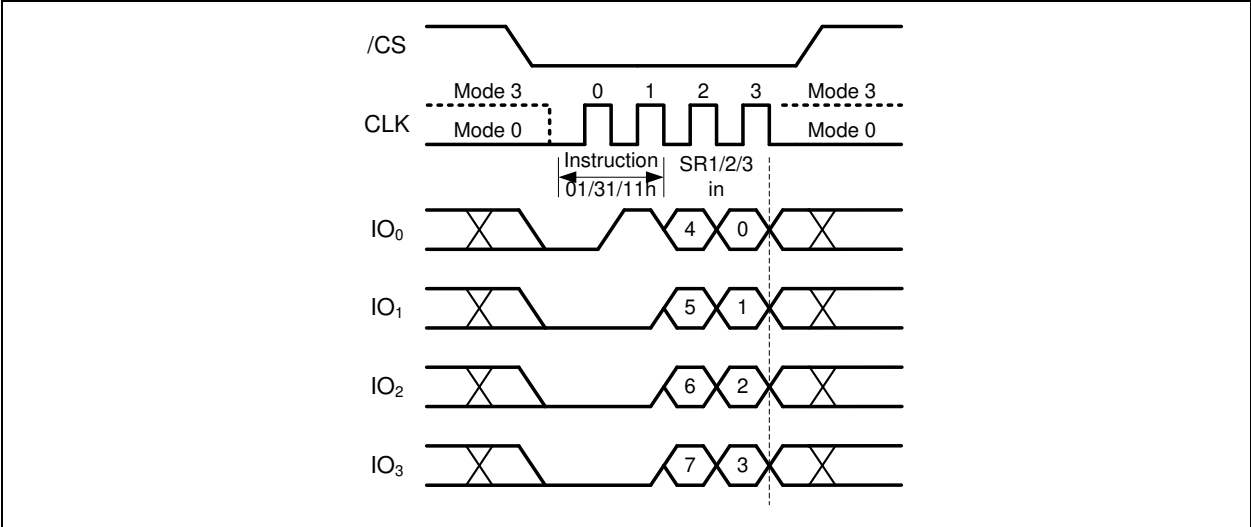 /CS
Mode 3 0 1 2 3 Mode 3
CLK
Mode 0 Mode 0
Instruction SR1/2/3
01/31/11h in
IO₀ 4 0
IO₁ 5 1
IO₂ 6 2
IO₃ 7 3